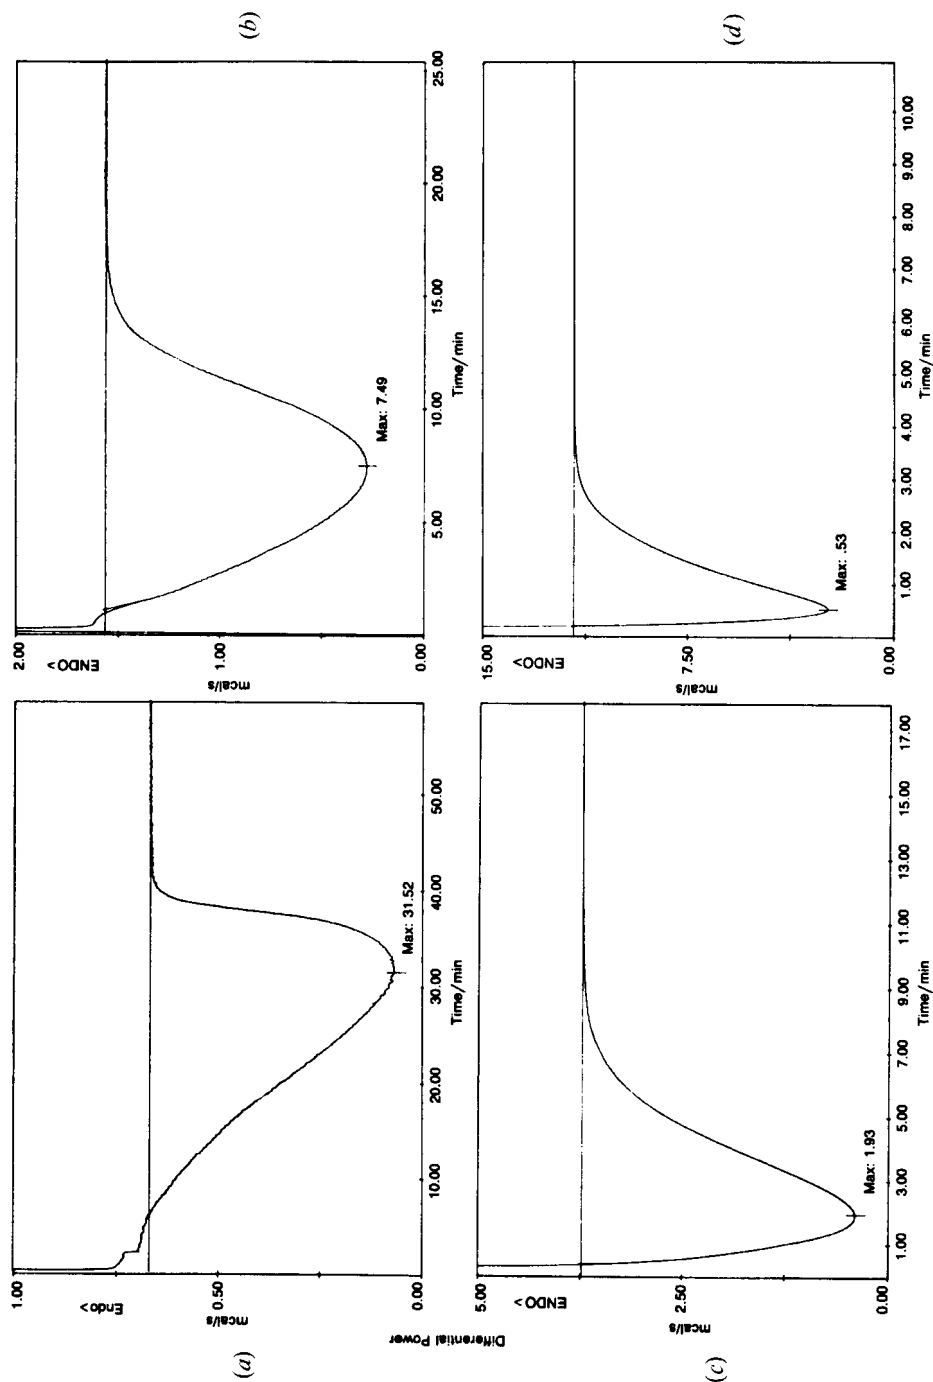 Differential Power
(a)
1.00
0.50
0.00
Endo>
mcal/s
Max: 31.52
10.00 20.00 30.00 40.00 50.00
Time/min
(b)
2.00
1.00
0.00
ENDO>
mcal/s
Max: 7.49
5.00 10.00 15.00 20.00 25.00
Time/min
(c)
5.00
2.50
0.00
ENDO>
mcal/s
Max: 1.93
1.00 3.00 5.00 7.00 9.00 11.00 13.00 15.00 17.00
Time/min
(d)
15.00
7.50
0.00
ENDO>
mcal/s
Max: .53
1.00 2.00 3.00 4.00 5.00 6.00 7.00 8.00 9.00 10.00
Time/min